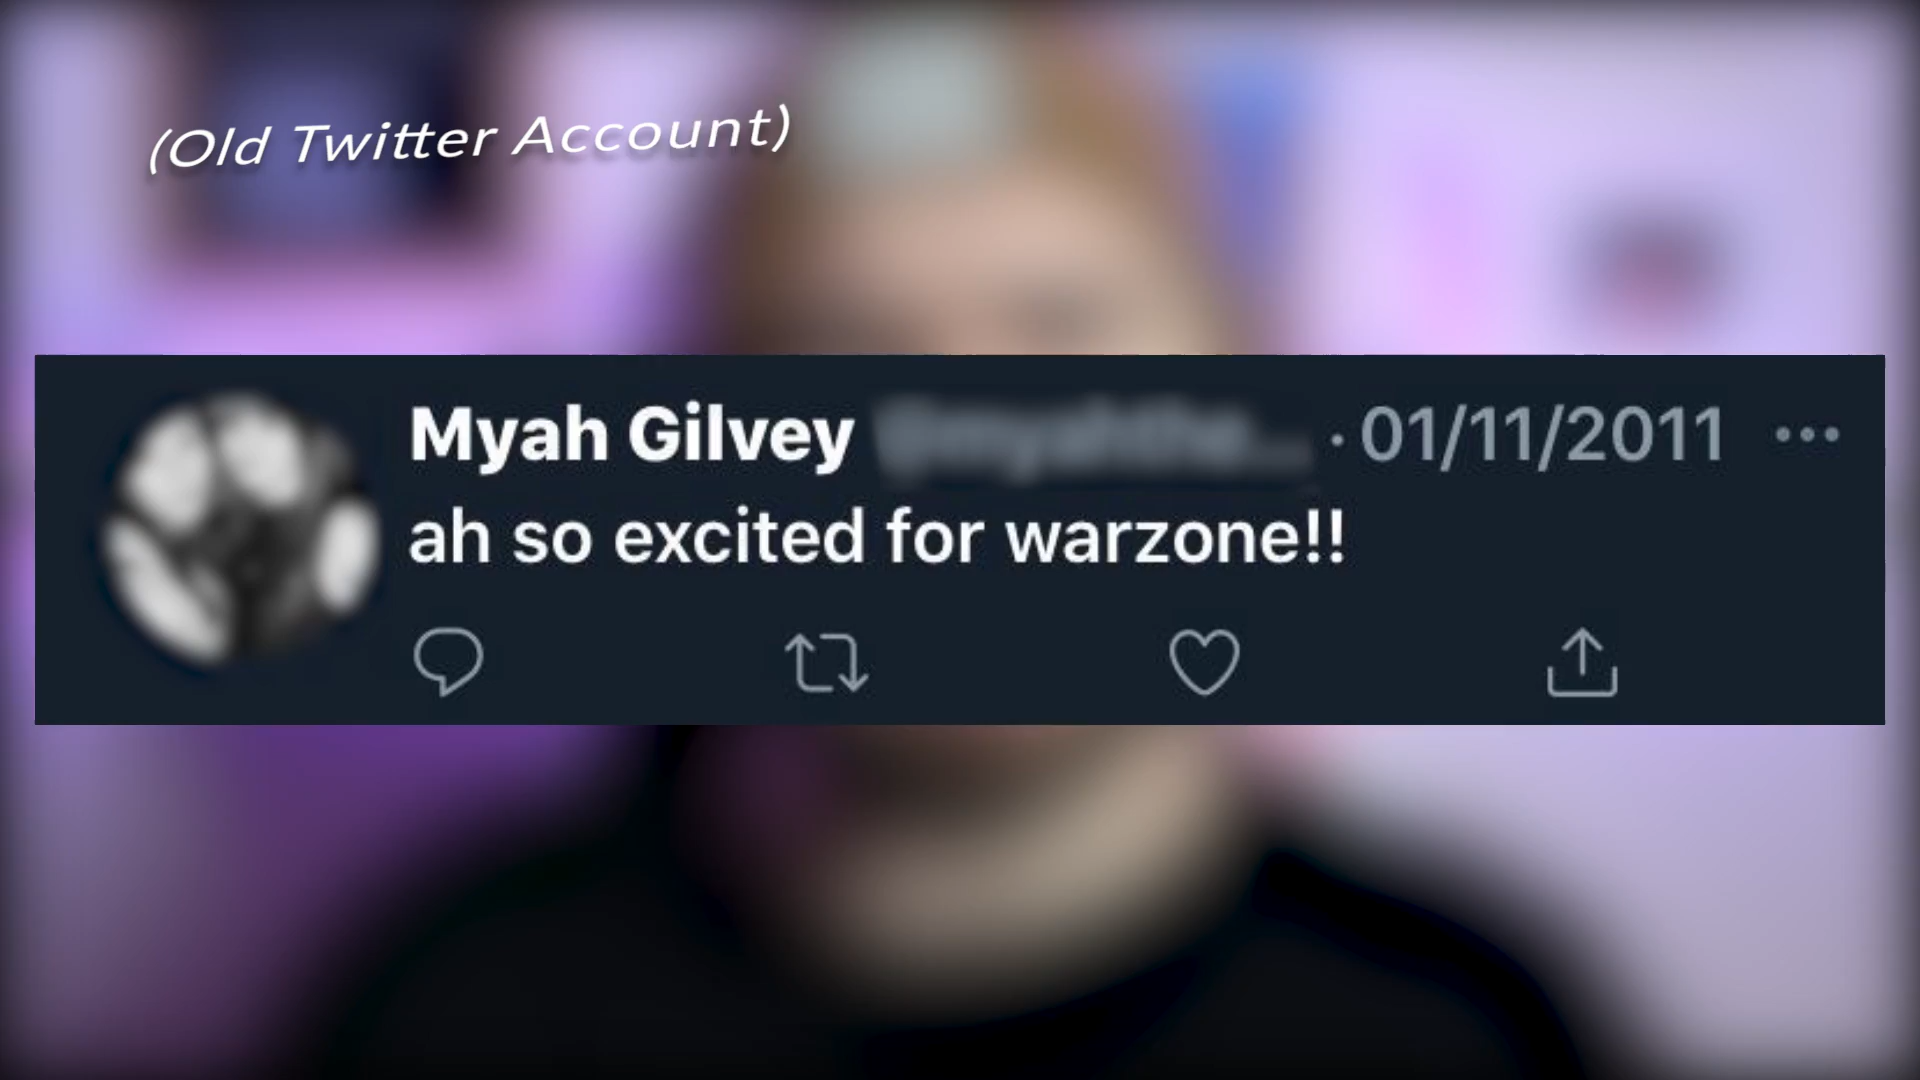 (Old Twitter Account)
Myah Gilvey · 01/11/2011 •••
ah so excited for warzone!!